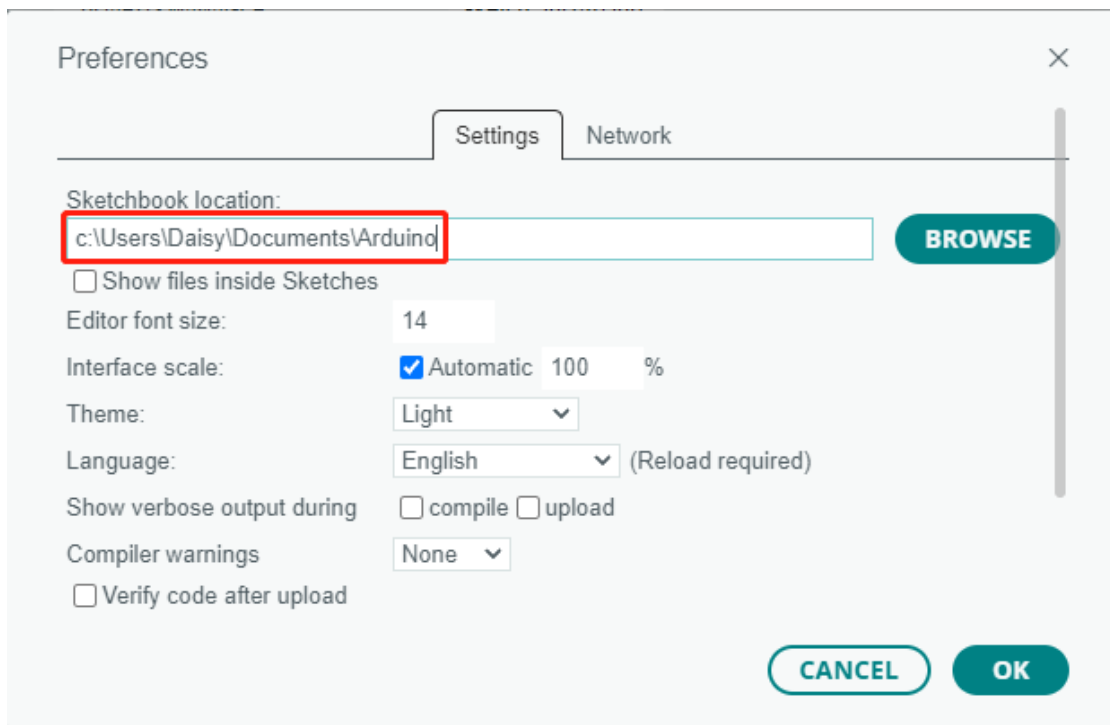 Preferences
Settings Network
Sketchbook location:
c:\Users\Daisy\Documents\Arduino
BROWSE
Show files inside Sketches
Editor font size: 14
Interface scale: Automatic 100 %
Theme: Light
Language: English (Reload required)
Show verbose output during compile upload
Compiler warnings None
Verify code after upload
CANCEL OK